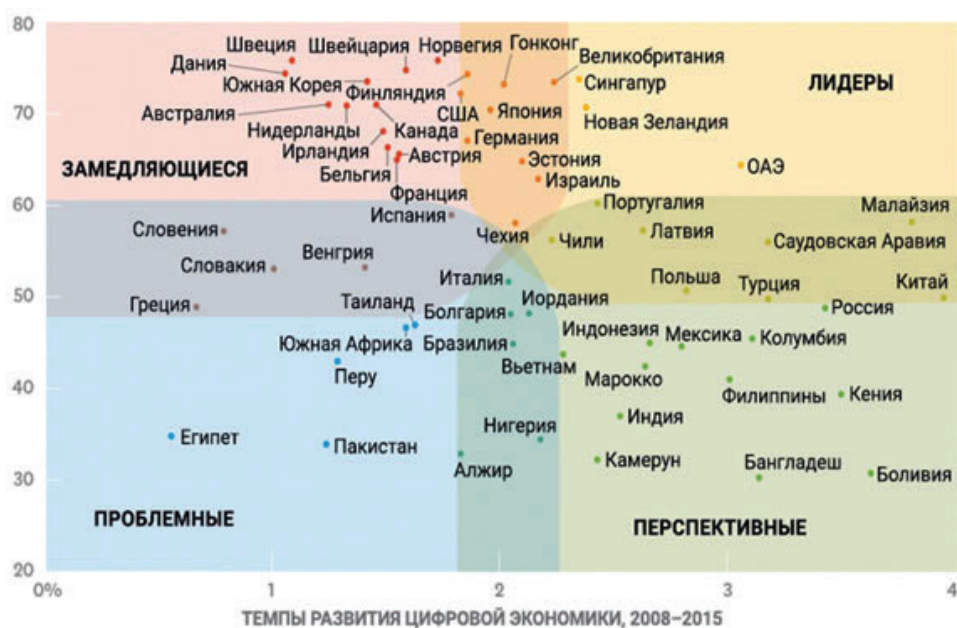 80
Швеция
Швейцария
Норвегия
Гонконг
Дания
Великобритания
Южная Корея
Финляндия
Сингапур
ЛИДЕРЫ
70
Австралия
США
Япония
Новая Зеландия
Нидерланды
Канада
Германия
Ирландия
Австрия
Эстония
ЗАМЕДЛЯЮЩИЕСЯ
Бельгия
ОАЭ
Франция
Израиль
60
Испания
Португалия
Малайзия
Словения
Чехия
Чили
Латвия
Саудовская Аравия
Словакия
Венгрия
Италия
Польша
Турция
Китай
50
Греция
Таиланд
Болгария
Иордания
Россия
Южная Африка
Бразилия
Индонезия
Мексика
Колумбия
Перу
Вьетнам
Марокко
40
Филиппины
Кения
Египет
Пакистан
Нигерия
Индия
30
Алжир
Камерун
Бангладеш
Боливия
ПРОБЛЕМНЫЕ
ПЕРСПЕКТИВНЫЕ
20
0%
1
2
3
4
ТЕМПЫ РАЗВИТИЯ ЦИФРОВОЙ ЭКОНОМИКИ, 2008–2015